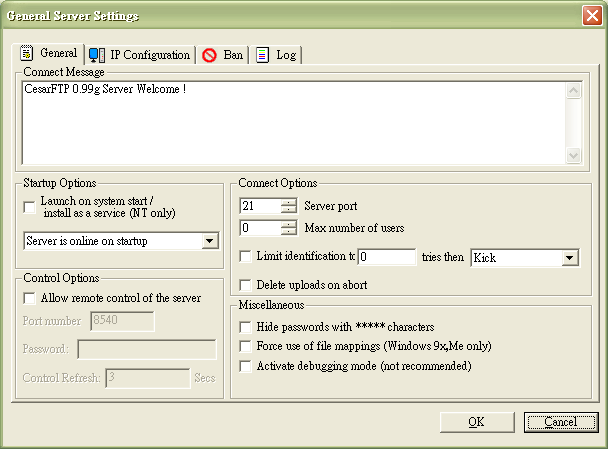 General Server Settings
General
IP Configuration
Ban
Log
Connect Message
CesarFTP 0.99g Server Welcome !
Startup Options
Launch on system start /
install as a service (NT only)
Server is online on startup
Control Options
Allow remote control of the server
Port number 8540
Password:
Control Refresh: 3 Secs
Connect Options
21 Server port
0 Max number of users
Limit identification to 0 tries then Kick
Delete uploads on abort
Miscellaneous
Hide passwords with ***** characters
Force use of file mappings (Windows 9x,Me only)
Activate debugging mode (not recommended)
OK
Cancel